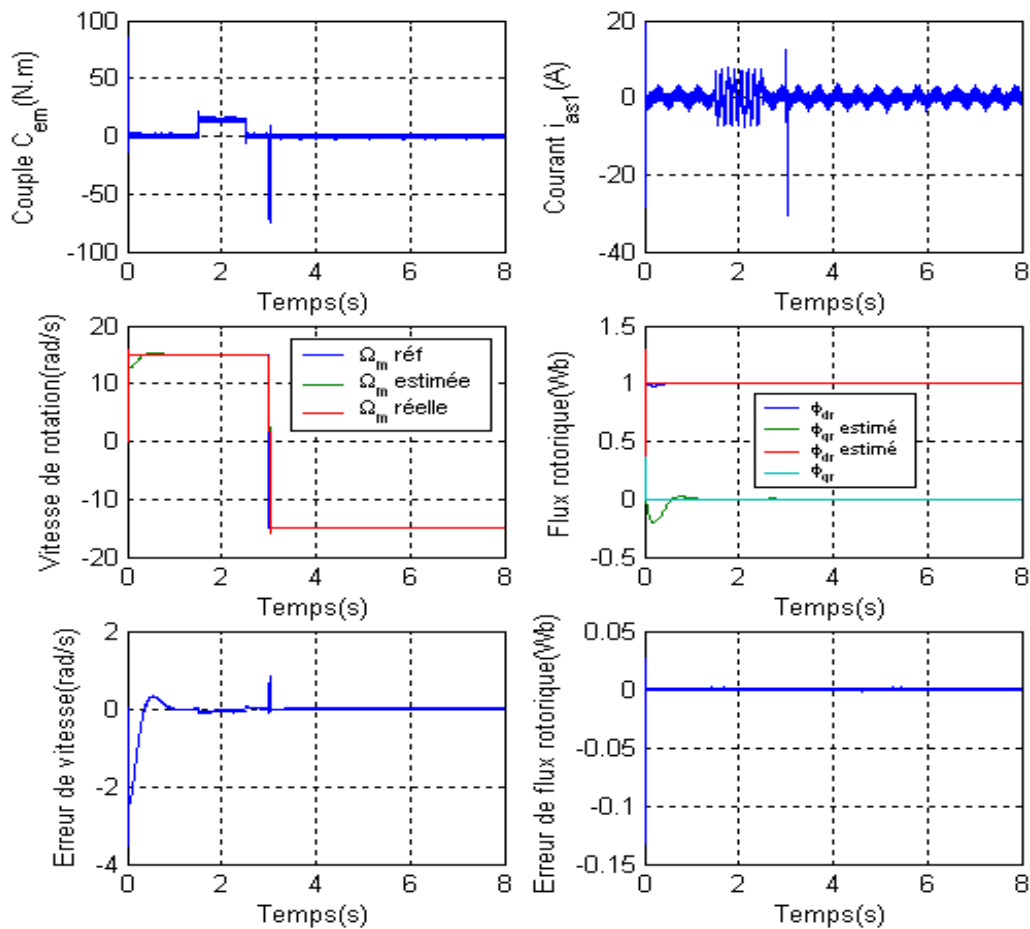 Couple C_em(N.m)
100
50
0
-50
-100
0 2 4 6 8
Temps(s)
Courant i_as1(A)
20
0
-20
-40
0 2 4 6 8
Temps(s)
Vitesse de rotation(rad/s)
20
10
0
-10
-20
Ω_m réf
Ω_m estimée
Ω_m réelle
0 2 4 6 8
Temps(s)
Flux rotorique(Wb)
1.5
1
0.5
0
-0.5
ϕ_dr
ϕ_qr estimé
ϕ_dr estimé
ϕ_qr
0 2 4 6 8
Temps(s)
Erreur de vitesse(rad/s)
2
0
-2
-4
0 2 4 6 8
Temps(s)
Erreur de flux rotorique(Wb)
0.05
0
-0.05
-0.1
-0.15
0 2 4 6 8
Temps(s)